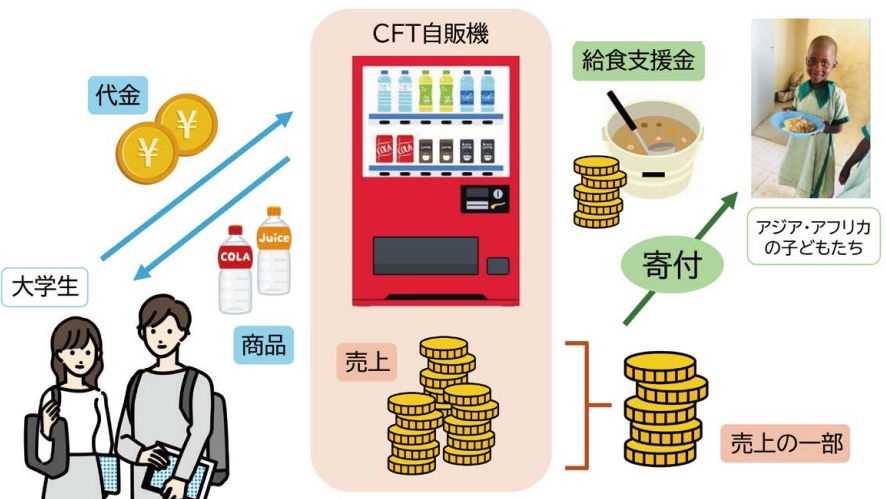 CFT自販機
代金
給食支援金
COLA
Juice
COLA
COLA
大学生
商品
アジア・アフリカ
の子どもたち
寄付
売上
売上の一部